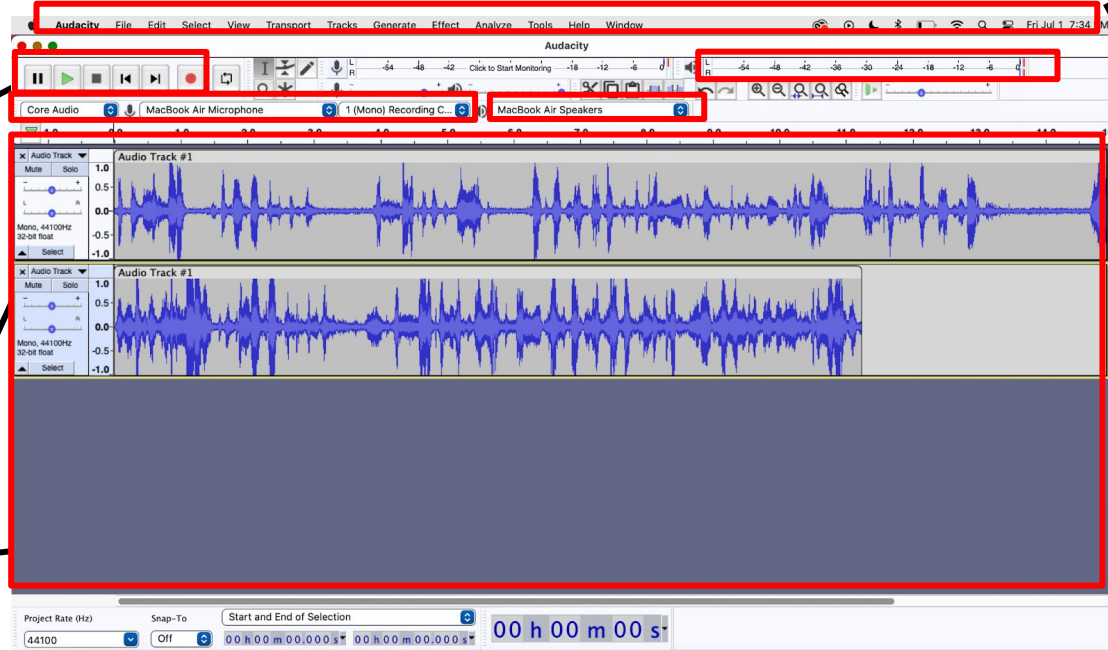 Audacity File Edit Select View Transport Tracks Generate Effect Analyze Tools Help Window Fri Jul 1 7:34
Audacity
L R -54 -48 -42 Click to Start Monitoring -18 -12 -6 0 L R -54 -48 -42 -36 -30 -24 -18 -12 -6 0
Core Audio MacBook Air Microphone 1 (Mono) Recording C... MacBook Air Speakers
× Audio Track Audio Track #1
Mute Solo 1.0
- + 0.5
L R 0.0
Mono, 44100Hz -0.5
32-bit float
Select -1.0
× Audio Track Audio Track #1
Mute Solo 1.0
- + 0.5
L R 0.0
Mono, 44100Hz -0.5
32-bit float
Select -1.0
Project Rate (Hz) Snap-To Start and End of Selection
44100 Off 00 h 00 m 00.000 s 00 h 00 m 00.000 s 00 h 00 m 00 s